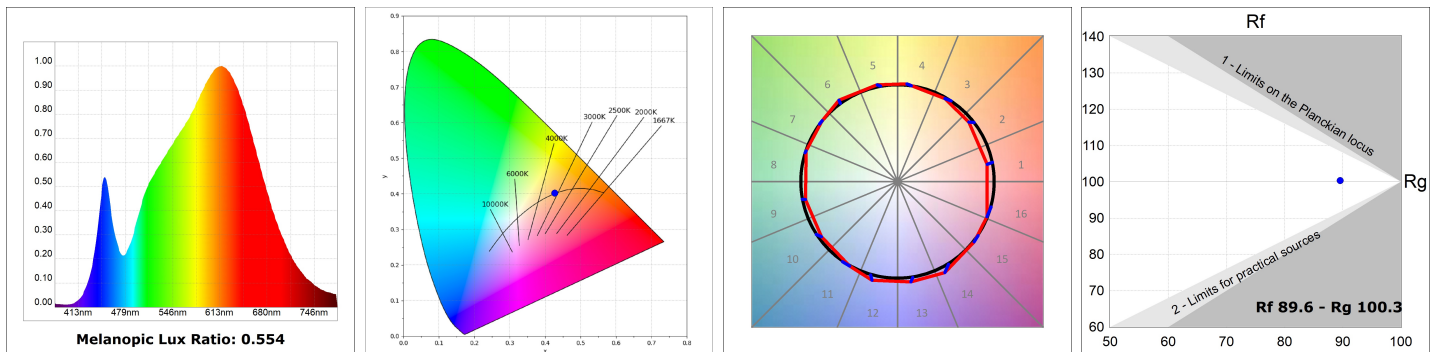 1.00
0.90
0.80
0.70
0.60
0.50
0.40
0.30
0.20
0.10
0.00
413nm 479nm 546nm 613nm 680nm 746nm
Melanopic Lux Ratio: 0.554
0.9
0.8
0.7
0.6
0.5
0.4
0.3
0.2
0.1
0.0
y
0.0 0.1 0.2 0.3 0.4 0.5 0.6 0.7 0.8
x
10000K
6000K
4000K
3000K
2500K
2000K
1667K
1
2
3
4
5
6
7
8
9
10
11
12
13
14
15
16
Rf
140
130
120
110
100
90
80
70
60
50 60 70 80 90 100
Rg
1 - Limits on the Planckian locus
2 - Limits for practical sources
Rf 89.6 - Rg 100.3